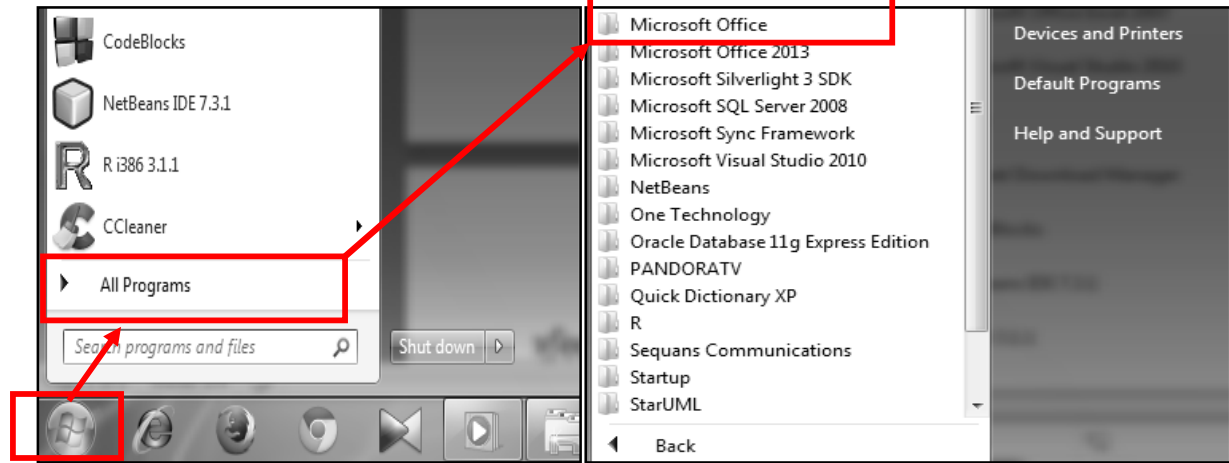 CodeBlocks
NetBeans IDE 7.3.1
R i386 3.1.1
CCleaner
All Programs
Search programs and files
Shut down
Microsoft Office
Microsoft Office 2013
Microsoft Silverlight 3 SDK
Microsoft SQL Server 2008
Microsoft Sync Framework
Microsoft Visual Studio 2010
NetBeans
One Technology
Oracle Database 11g Express Edition
PANDORATV
Quick Dictionary XP
R
Sequans Communications
Startup
StarUML
Back
Devices and Printers
Default Programs
Help and Support